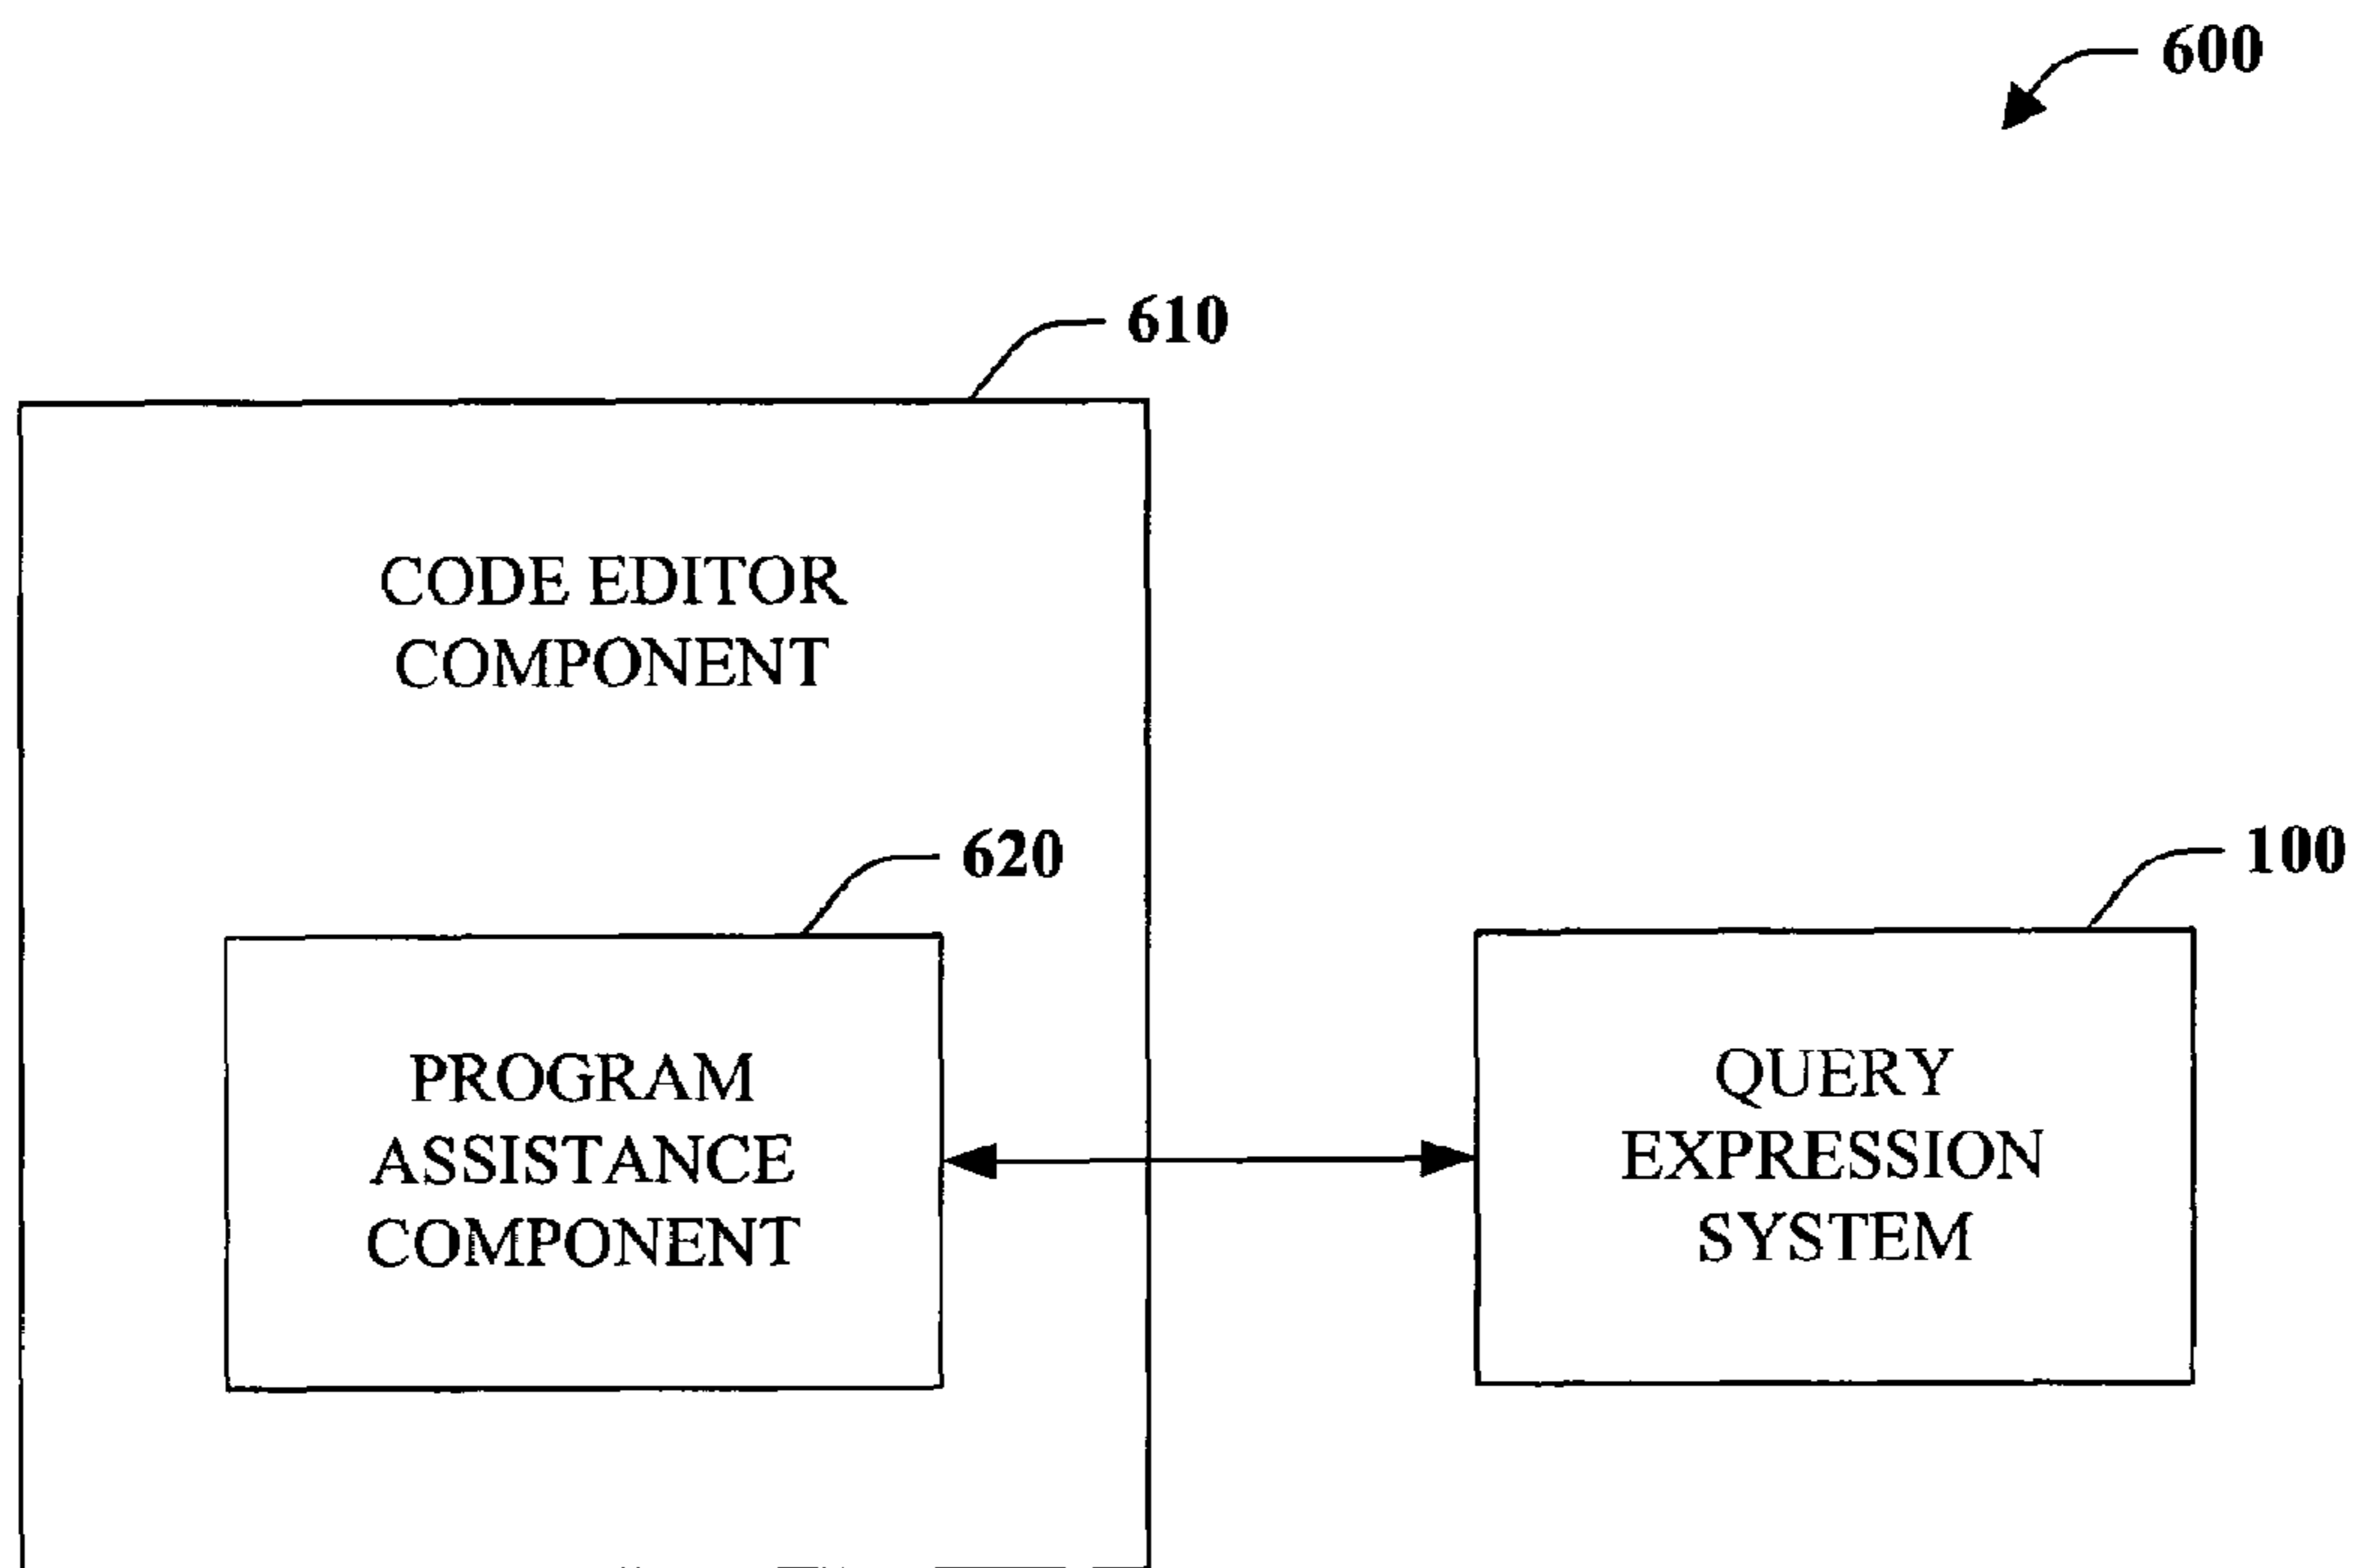 600
610
CODE EDITOR
COMPONENT
620
100
PROGRAM
ASSISTANCE
COMPONENT
QUERY
EXPRESSION
SYSTEM